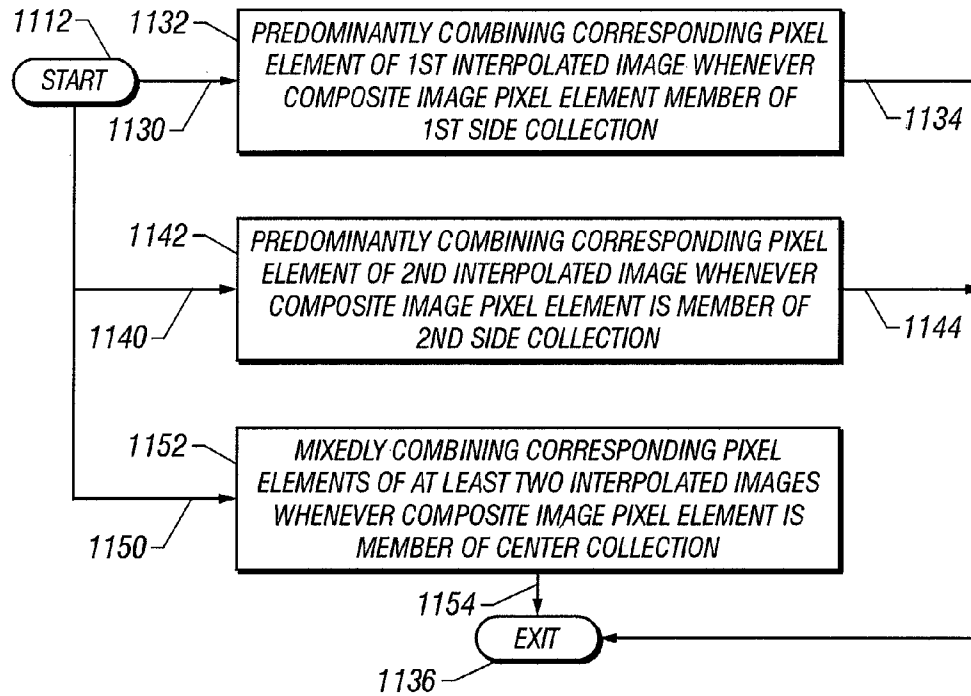 1112
START
1130
1132
PREDOMINANTLY COMBINING CORRESPONDING PIXEL
ELEMENT OF 1ST INTERPOLATED IMAGE WHENEVER
COMPOSITE IMAGE PIXEL ELEMENT MEMBER OF
1ST SIDE COLLECTION
1134
1142
PREDOMINANTLY COMBINING CORRESPONDING PIXEL
ELEMENT OF 2ND INTERPOLATED IMAGE WHENEVER
COMPOSITE IMAGE PIXEL ELEMENT IS MEMBER OF
2ND SIDE COLLECTION
1140
1144
1152
MIXEDLY COMBINING CORRESPONDING PIXEL
ELEMENTS OF AT LEAST TWO INTERPOLATED IMAGES
WHENEVER COMPOSITE IMAGE PIXEL ELEMENT IS
MEMBER OF CENTER COLLECTION
1150
1154
EXIT
1136